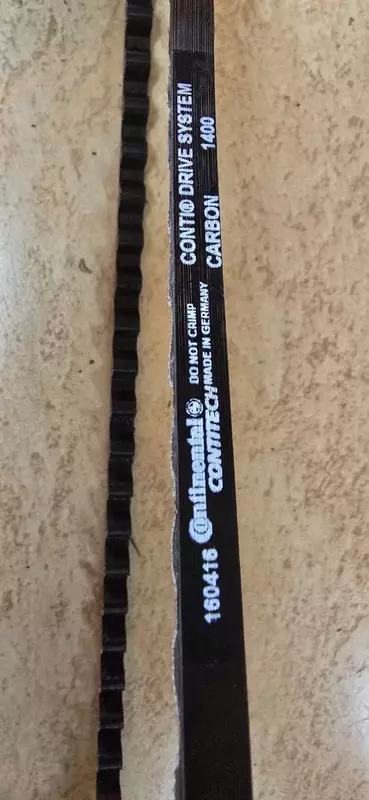 160416 Continental DO NOT CRIMP CONTI® DRIVE SYSTEM
CONTITECH MADE IN GERMANY CARBON 1400